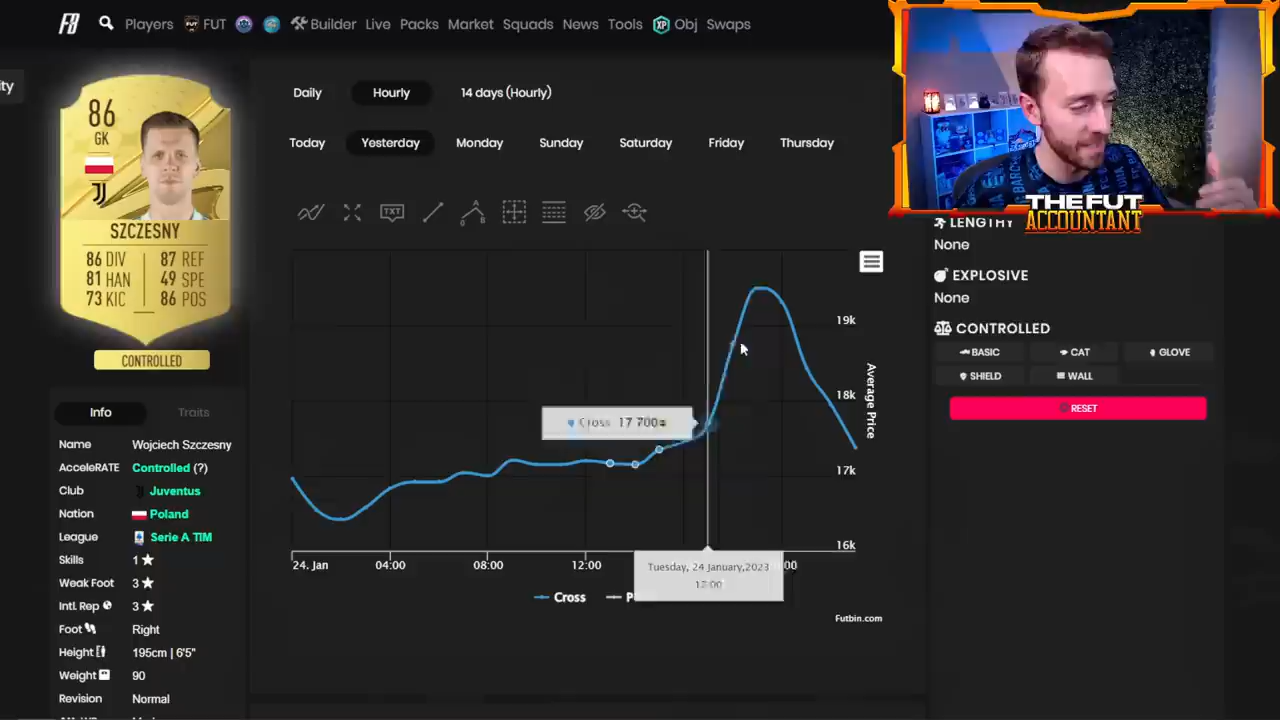 F8 Players FUT Builder Live Packs Market Squads News Tools XP Obj Swaps
ity
86
GK
SZCZESNY
86 DIV 87 REF
81 HAN 49 SPE
73 KIC 86 POS
CONTROLLED
Info Traits
Name Wojciech Szczesny
AcceleRATE Controlled (?)
Club Juventus
Nation Poland
League Serie A TIM
Skills 1
Weak Foot 3
Intl. Rep 3
Foot Right
Height 195cm | 6'5"
Weight 90
Revision Normal
Daily Hourly 14 days (Hourly)
Today Yesterday Monday Sunday Saturday Friday Thursday
TXT
19k
18k
17k
16k
Average Price
Cross 17 700
24. Jan 04:00 08:00 12:00 :00
Tuesday, 24 January,2023
Cross P
Futbin.com
THE FUT
ACCOUNTANT
LENGTHY
None
EXPLOSIVE
None
CONTROLLED
BASIC CAT GLOVE
SHIELD WALL
RESET